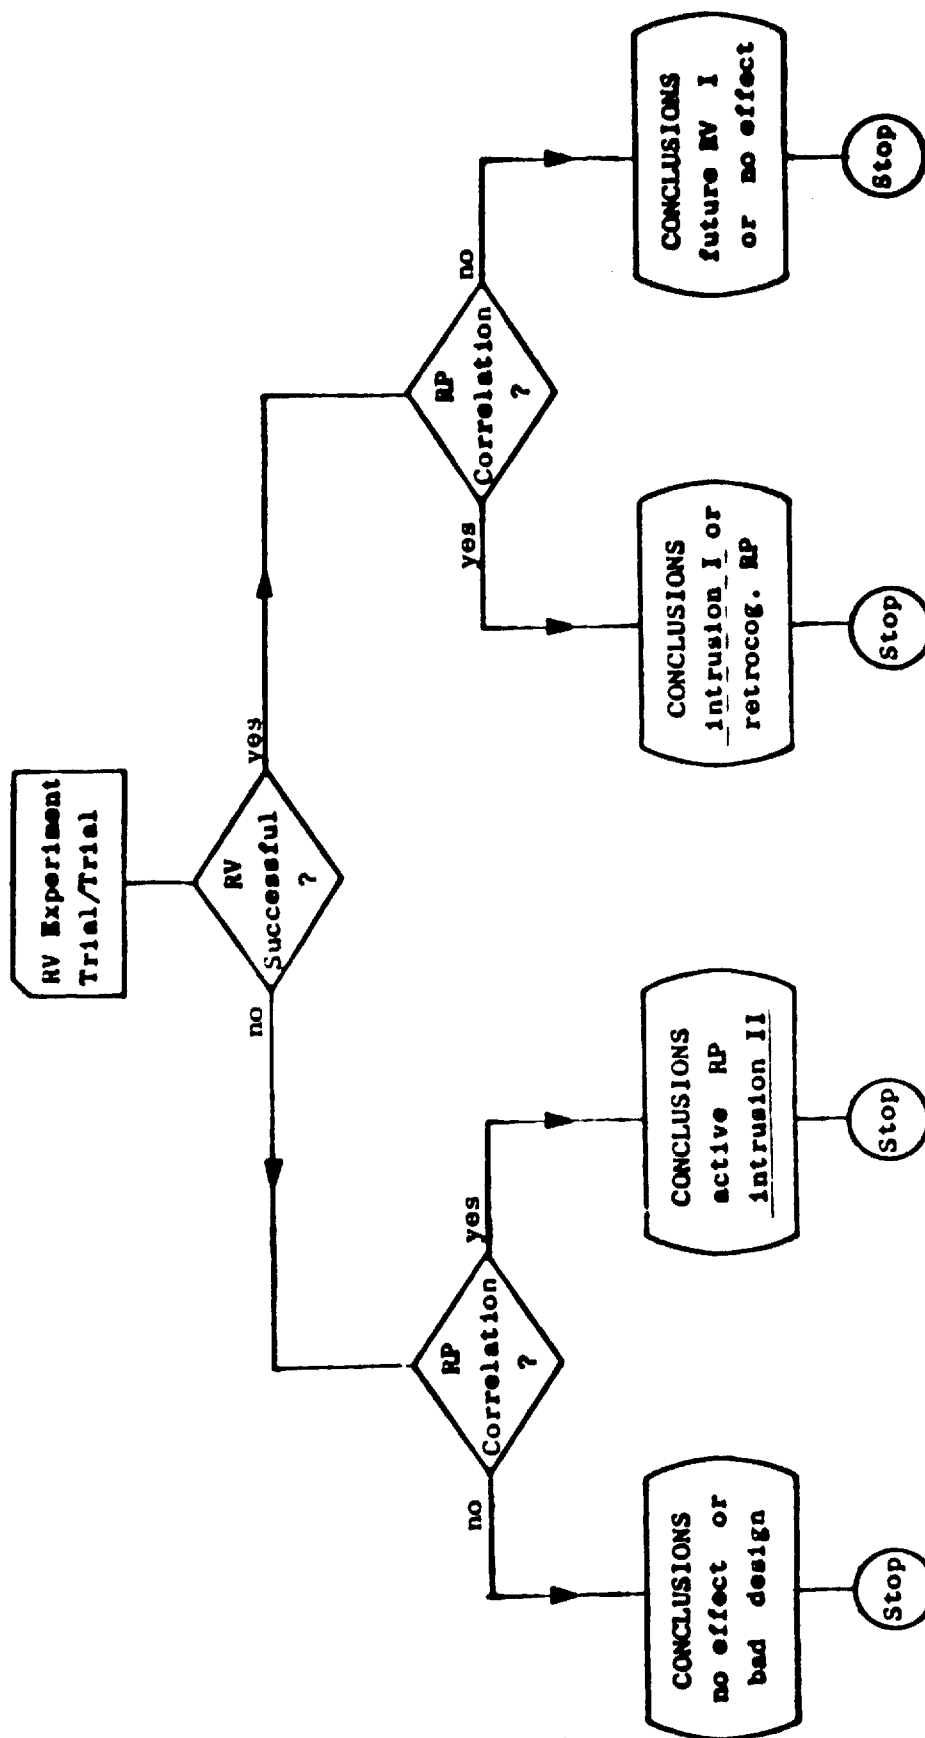 RV Experiment
Trial/Trial
RV
Successful
?
no
yes
RP
Correlation
?
no
yes
RP
Correlation
?
yes
no
CONCLUSIONS
no effect or
bad design
CONCLUSIONS
active RP
intrusion II
CONCLUSIONS
intrusion I or
retrocog. RP
CONCLUSIONS
future RV I
or no effect
Stop
Stop
Stop
Stop